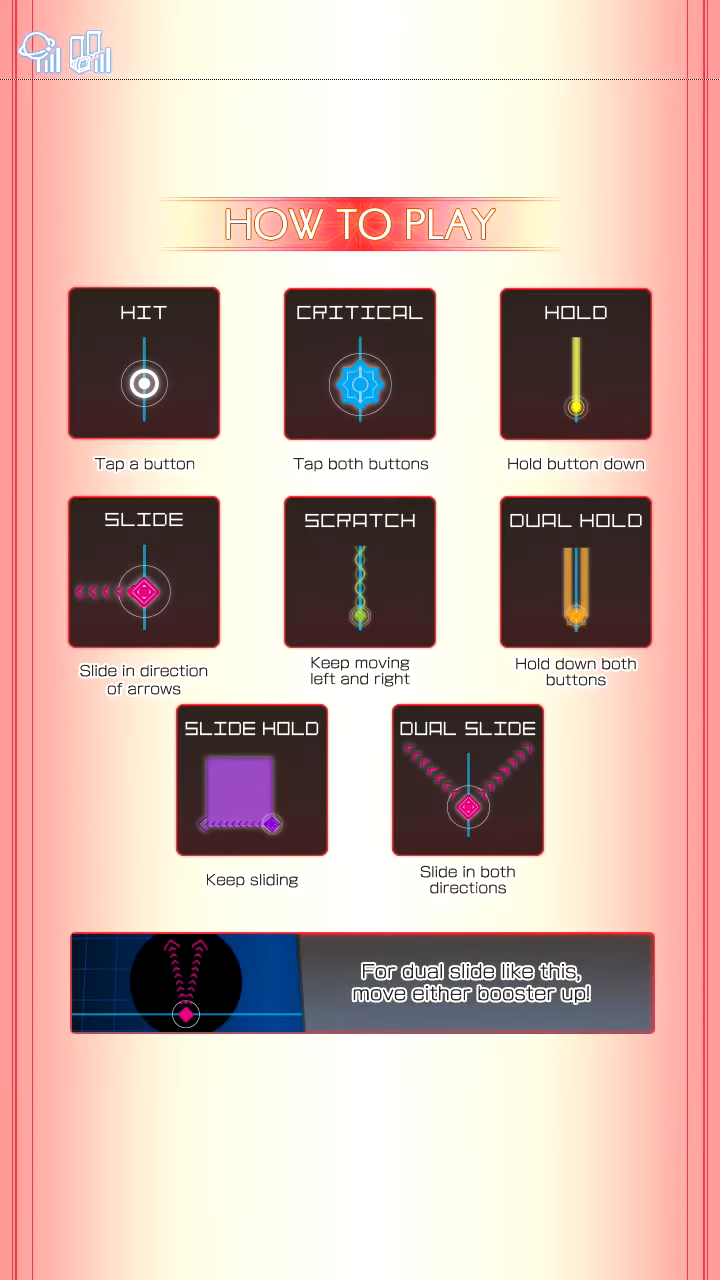 HOW TO PLAY
HIT
Tap a button
CRITICAL
Tap both buttons
HOLD
Hold button down
SLIDE
Slide in direction
of arrows
SCRATCH
Keep moving
left and right
DUAL HOLD
Hold down both
buttons
SLIDE HOLD
Keep sliding
DUAL SLIDE
Slide in both
directions
For dual slide like this,
move either booster up!